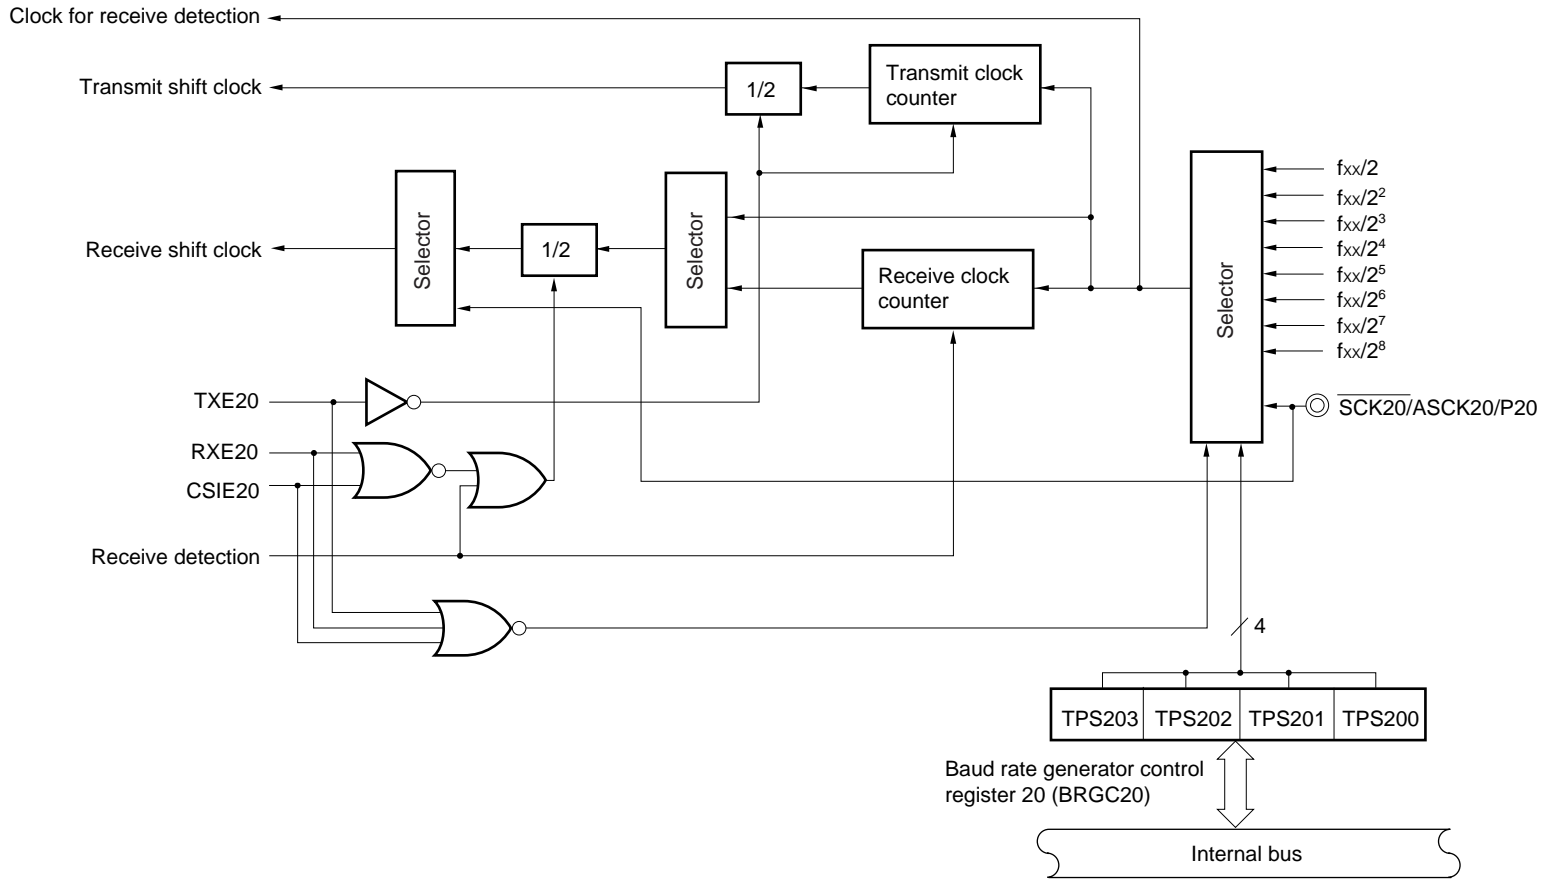 Clock for receive detection
Transmit shift clock
1/2
Transmit clock
counter
Receive shift clock
Selector
1/2
Selector
Receive clock
counter
Selector
fxx/2
fxx/2²
fxx/2³
fxx/2⁴
fxx/2⁵
fxx/2⁶
fxx/2⁷
fxx/2⁸
SCK20/ASCK20/P20
TXE20
RXE20
CSIE20
Receive detection
4
TPS203 TPS202 TPS201 TPS200
Baud rate generator control
register 20 (BRGC20)
Internal bus